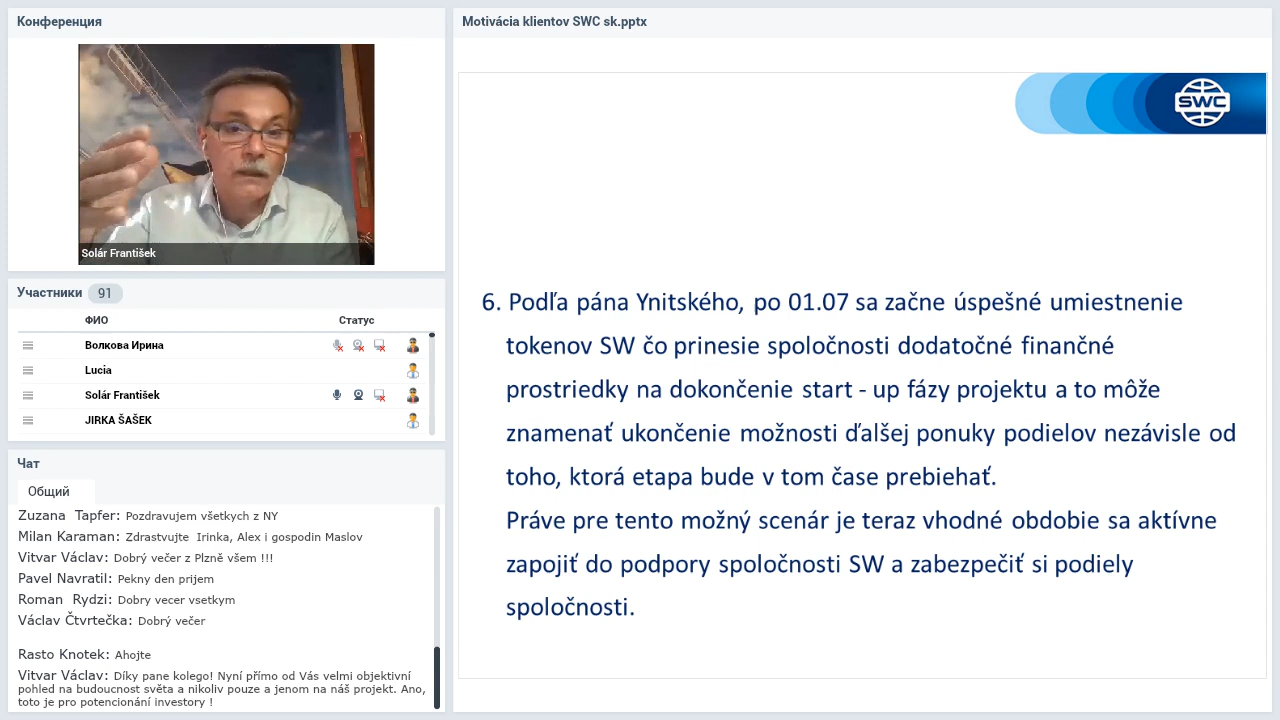 Конференция
Solár František
Участники 91
ФИО Статус
Волкова Ирина
Lucia
Solár František
JIRKA ŠAŠEK
Чат
Общий
Zuzana Tapfer: Pozdravujem všetkych z NY
Milan Karaman: Zdrastvujte Irinka, Alex i gospodin Maslov
Vitvar Václav: Dobrý večer z Plzně všem !!!
Pavel Navratil: Pekny den prijem
Roman Rydzi: Dobry vecer vsetkym
Václav Čtvrtečka: Dobrý večer
Rasto Knotek: Ahojte
Vitvar Václav: Díky pane kolego! Nyní přímo od Vás velmi objektivní
pohled na budoucnost světa a nikoliv pouze a jenom na náš projekt. Ano,
toto je pro potencionání investory !
Motivácia klientov SWC sk.pptx
SWC
6. Podľa pána Ynitského, po 01.07 sa začne úspešné umiestnenie
tokenov SW čo prinesie spoločnosti dodatočné finančné
prostriedky na dokončenie start - up fázy projektu a to môže
znamenať ukončenie možnosti ďalšej ponuky podielov nezávisle od
toho, ktorá etapa bude v tom čase prebiehať.
Práve pre tento možný scenár je teraz vhodné obdobie sa aktívne
zapojiť do podpory spoločnosti SW a zabezpečiť si podiely
spoločnosti.